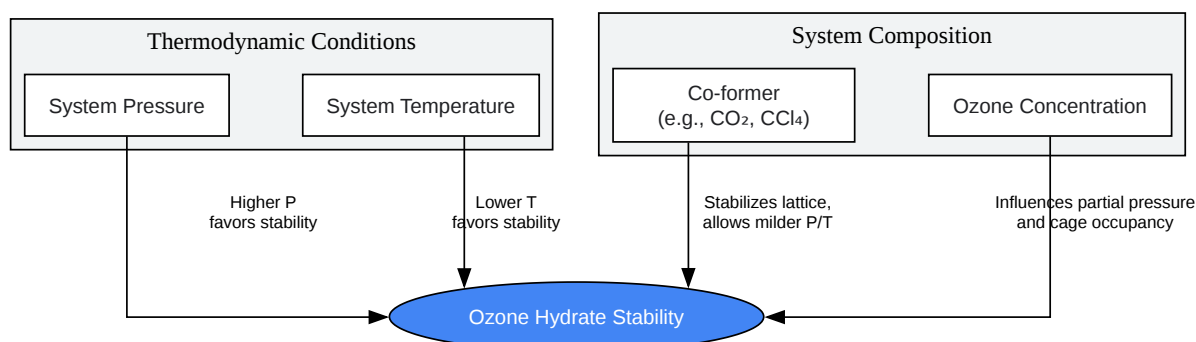 Thermodynamic Conditions
System Composition
System Pressure
System Temperature
Co-former
(e.g., CO₂, CCl₄)
Ozone Concentration
Higher P
favors stability
Lower T
favors stability
Stabilizes lattice,
allows milder P/T
Influences partial pressure
and cage occupancy
Ozone Hydrate Stability